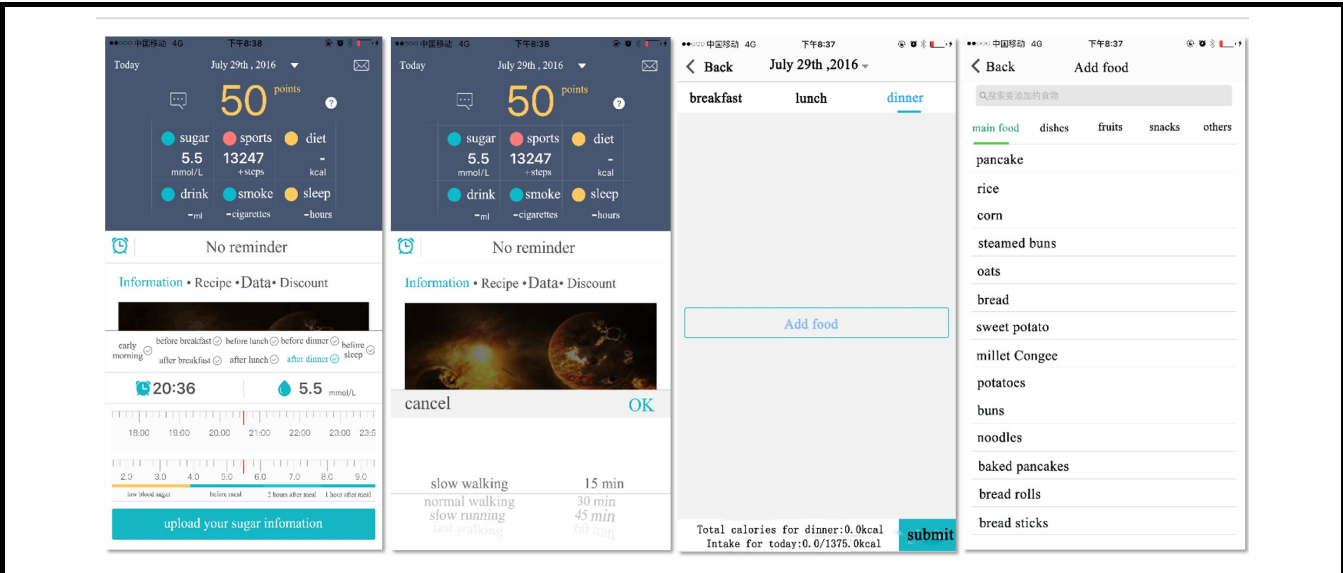 中国移动 4G 下午8:38
Today July 29th , 2016
50 points
?
sugar sports diet
5.5 13247 -
mmol/L +steps kcal
drink smoke sleep
-ml -cigarettes -hours
No reminder
Information • Recipe • Data • Discount
early morning before breakfast before lunch before dinner before sleep
after breakfast after lunch after dinner
20:36 5.5 mmol/L
18:00 19:00 20:00 21:00 22:00 23:00 23:5
2.0 3.0 4.0 5.0 6.0 7.0 8.0 9.0
low blood sugar before meal 2 hours after meal 1 hour after meal
upload your sugar infomation
中国移动 4G 下午8:38
Today July 29th , 2016
50 points
?
sugar sports diet
5.5 13247 -
mmol/L +steps kcal
drink smoke sleep
-ml -cigarettes -hours
No reminder
Information • Recipe • Data • Discount
cancel OK
slow walking 15 min
normal walking 30 min
slow running 45 min
fast walking 60 min
中国移动 4G 下午8:37
Back July 29th ,2016
breakfast lunch dinner
Add food
Total calories for dinner:0.0kcal
Intake for today:0.0/1375.0kcal
submit
中国移动 4G 下午8:37
Back Add food
搜索要添加的食物
main food dishes fruits snacks others
pancake
rice
corn
steamed buns
oats
bread
sweet potato
millet Congee
potatoes
buns
noodles
baked pancakes
bread rolls
bread sticks